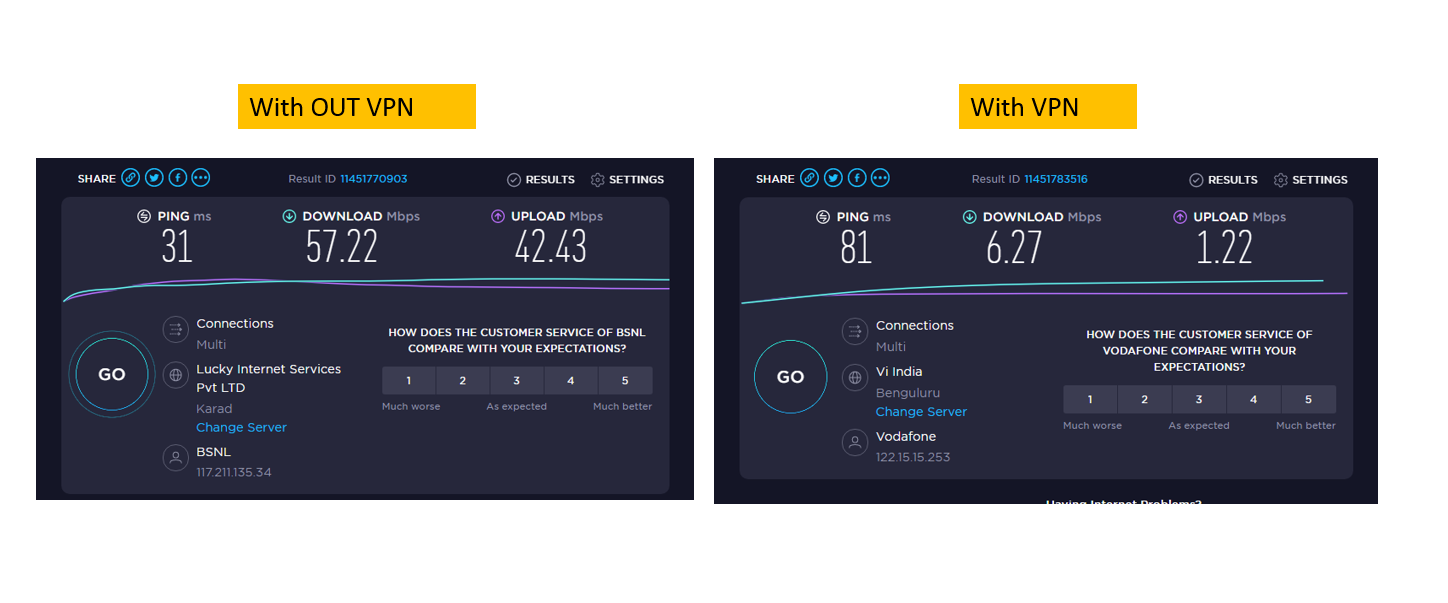 With OUT VPN
With VPN
SHARE
Result ID 11451770903
RESULTS
SETTINGS
PING ms
DOWNLOAD Mbps
UPLOAD Mbps
31
57.22
42.43
Connections
Multi
Lucky Internet Services
Pvt LTD
Karad
Change Server
BSNL
117.211.135.34
GO
HOW DOES THE CUSTOMER SERVICE OF BSNL
COMPARE WITH YOUR EXPECTATIONS?
1 2 3 4 5
Much worse As expected Much better
SHARE
Result ID 11451783516
RESULTS
SETTINGS
PING ms
DOWNLOAD Mbps
UPLOAD Mbps
81
6.27
1.22
Connections
Multi
Vi India
Benguluru
Change Server
Vodafone
122.15.15.253
GO
HOW DOES THE CUSTOMER SERVICE OF
VODAFONE COMPARE WITH YOUR
EXPECTATIONS?
1 2 3 4 5
Much worse As expected Much better
Having Internet Problems?